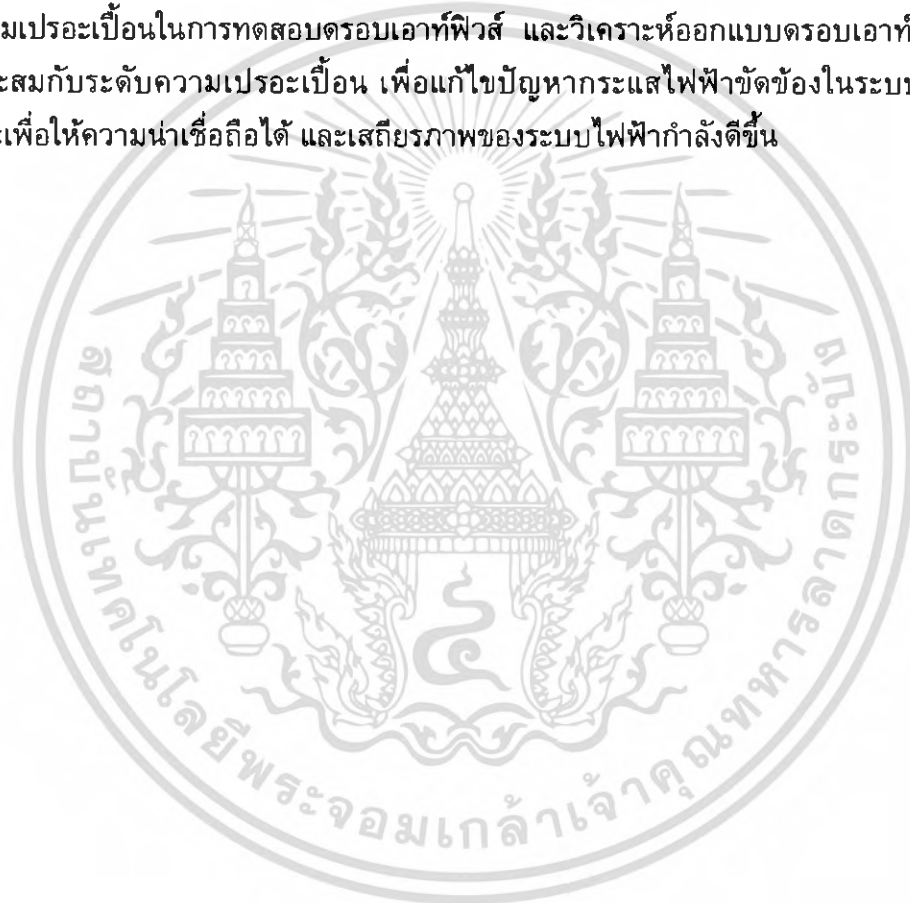 มเปรอะเปื้อนในการทดสอบดรอบเอาท์ฟิวส์ และวิเคราะห์ออกแบบดรอบเอาท์
ะสมกับระดับความเปรอะเปื้อน เพื่อแก้ไขปัญหากระแสไฟฟ้าขัดข้องในระบบ
ะเพื่อให้ความน่าเชื่อถือได้ และเสถียรภาพของระบบไฟฟ้ากำลังดีขึ้น
สถาบันเทคโนโลยีพระจอมเกล้าเจ้าคุณทหารลาดกระบัง
๔